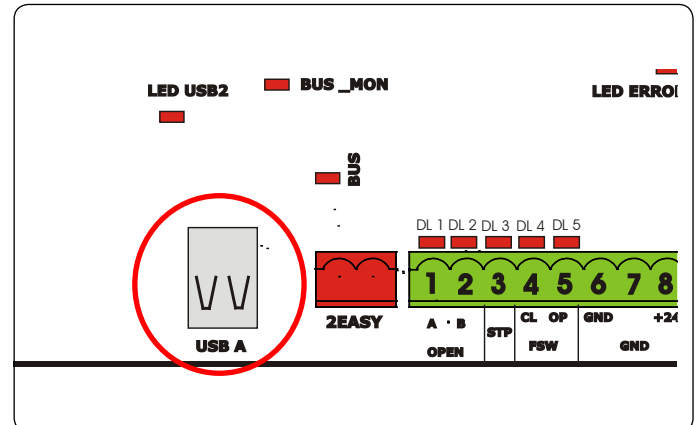 LED USB2
BUS _MON
LED ERRO
BUS
DL 1 DL 2 DL 3 DL 4 DL 5
1 2 3 4 5 6 7 8
2EASY
USB A
A B
OPEN
STP
CL OP
FSW
GND +24
GND